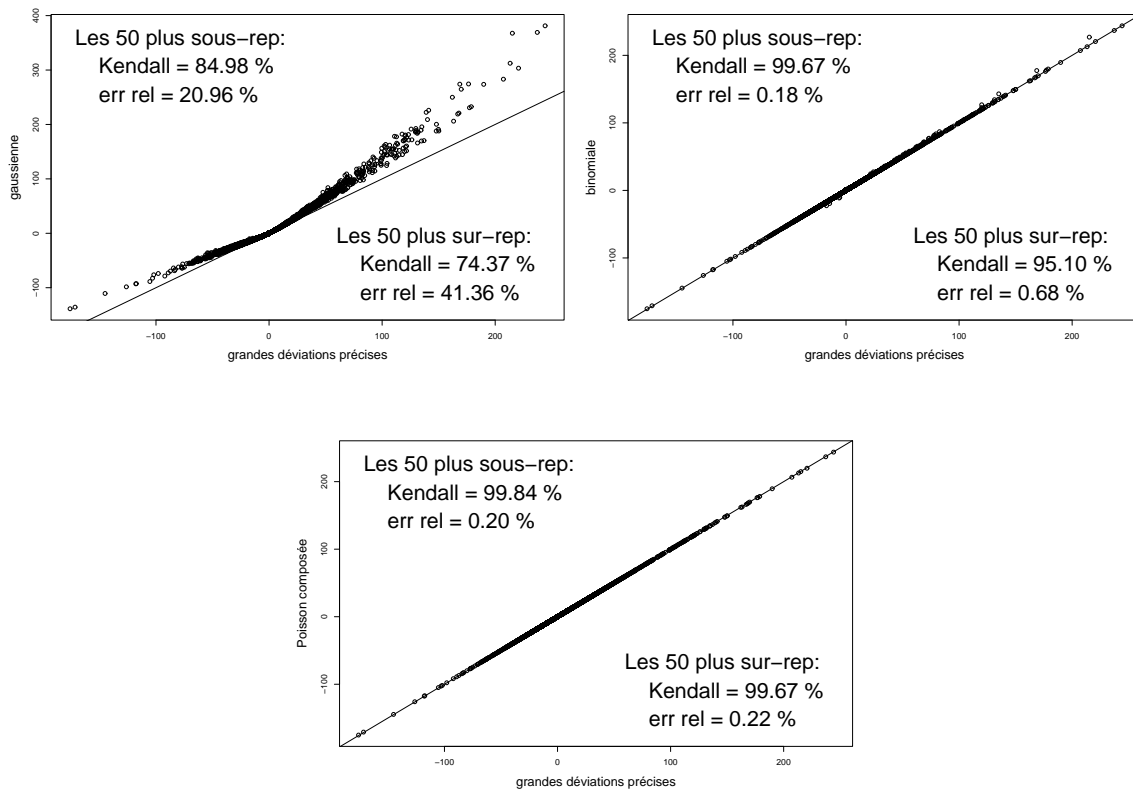 Les 50 plus sous−rep:
Kendall = 84.98 %
err rel = 20.96 %
Les 50 plus sur−rep:
Kendall = 74.37 %
err rel = 41.36 %
400
300
200
100
0
−100
gaussienne
−100 0 100 200
grandes déviations précises
Les 50 plus sous−rep:
Kendall = 99.67 %
err rel = 0.18 %
Les 50 plus sur−rep:
Kendall = 95.10 %
err rel = 0.68 %
200
100
0
−100
binomiale
−100 0 100 200
grandes déviations précises
Les 50 plus sous−rep:
Kendall = 99.84 %
err rel = 0.20 %
Les 50 plus sur−rep:
Kendall = 99.67 %
err rel = 0.22 %
200
100
0
−100
Poisson composée
−100 0 100 200
grandes déviations précises